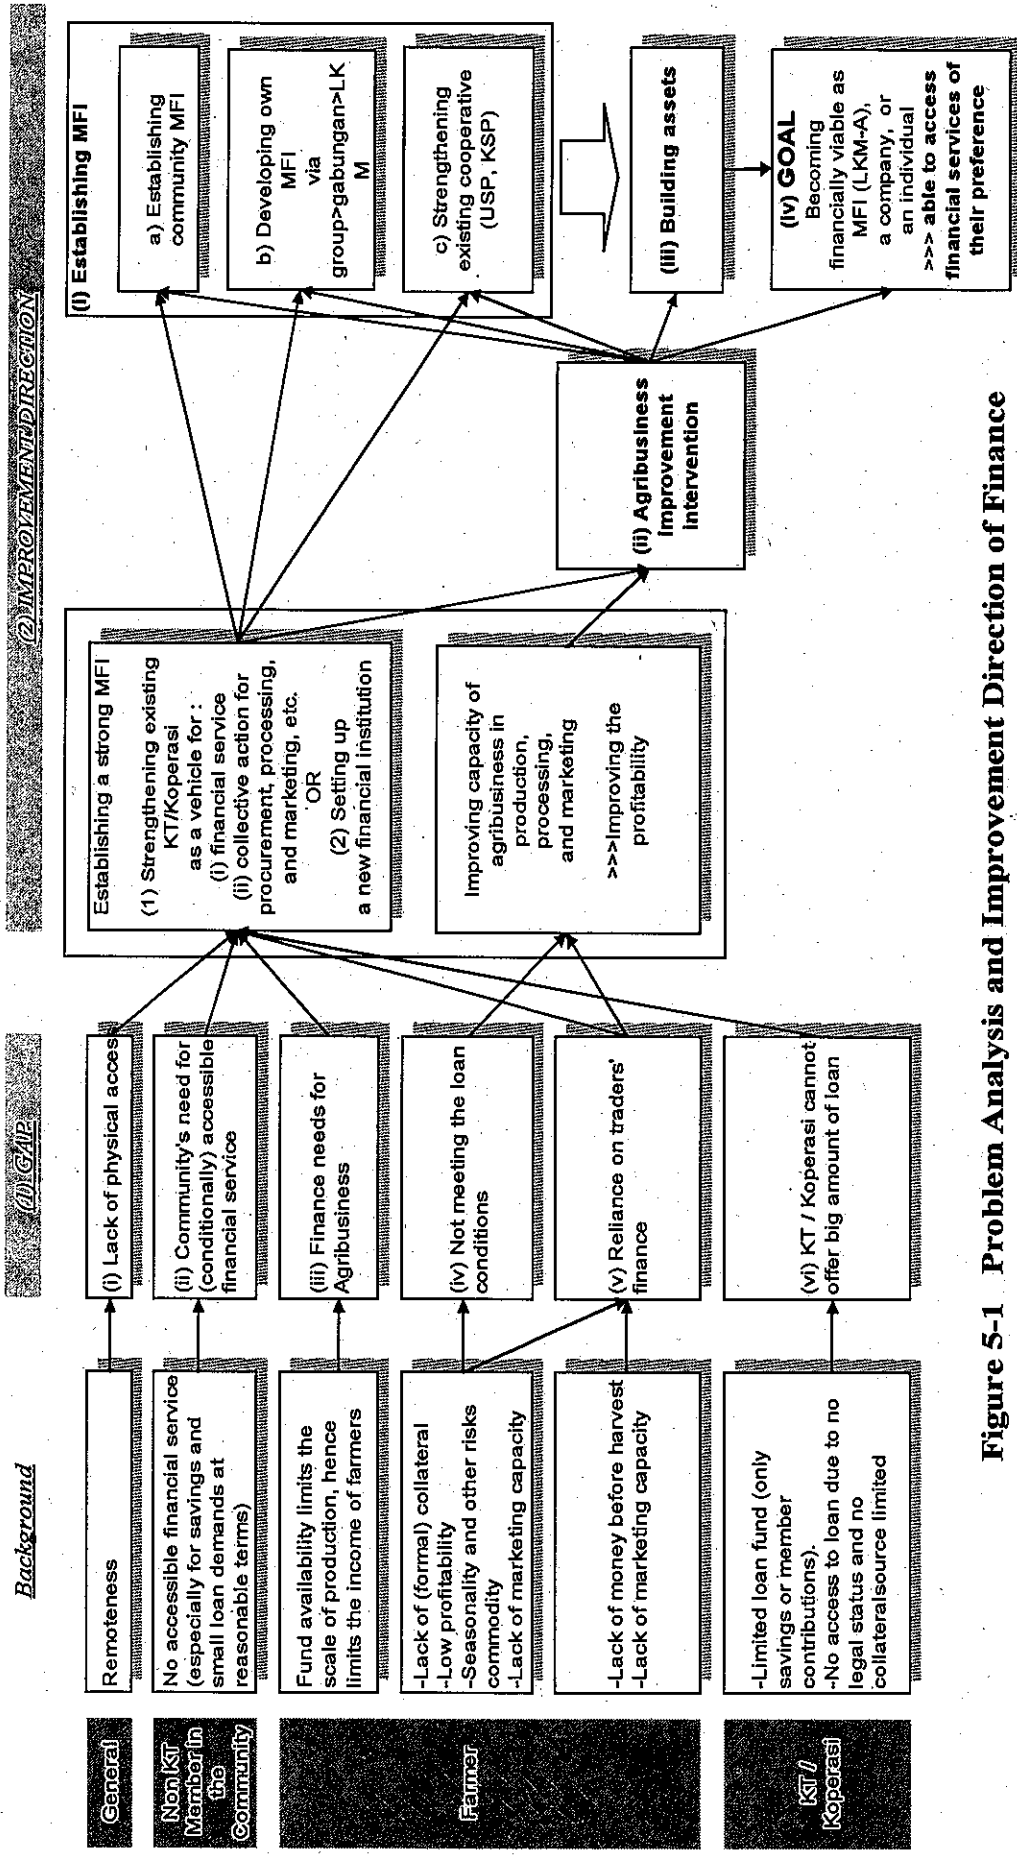 Background
(1) GAP
(2) IMPROVEMENT DIRECTION
General
Remoteness
(i) Lack of physical acces
Non KT
Member in
the
Community
No accessible financial service
(especially for savings and
small loan demands at
reasonable terms)
(ii) Community's need for
(conditionally) accessible
financial service
Farmer
Fund availability limits the
scale of production, hence
limits the income of farmers
(iii) Finance needs for
Agribusiness
-Lack of (formal) collateral
-Low profitability
-Seasonality and other risks
commodity
-Lack of marketing capacity
(iv) Not meeting the loan
conditions
-Lack of money before harvest
-Lack of marketing capacity
(v) Reliance on traders'
finance
KT /
Koperasi
-Limited loan fund (only
savings or member
contributions).
-No access to loan due to no
legal status and no
collateralsource limited
(vi) KT / Koperasi cannot
offer big amount of loan
Establishing a strong MFI
(1) Strengthening existing
KT/Koperasi
as a vehicle for :
(i) financial service
(ii) collective action for
procurement, processing,
and marketing, etc.
OR
(2) Setting up
a new financial institution
Improving capacity of
agribusiness in
production,
processing,
and marketing
>>>Improving the
profitability
(ii) Agribusiness
Improvement
Intervention
(i) Establishing MFI
a) Establishing
community MFI
b) Developing own
MFI
via
group>gabungan>LK
M
c) Strengthening
existing cooperative
(USP, KSP)
(iii) Building assets
(iv) GOAL
Becoming
financially viable as
MFI (LKM-A),
a company, or
an individual
>>> able to access
financial services of
their preference
Figure 5-1 Problem Analysis and Improvement Direction of Finance